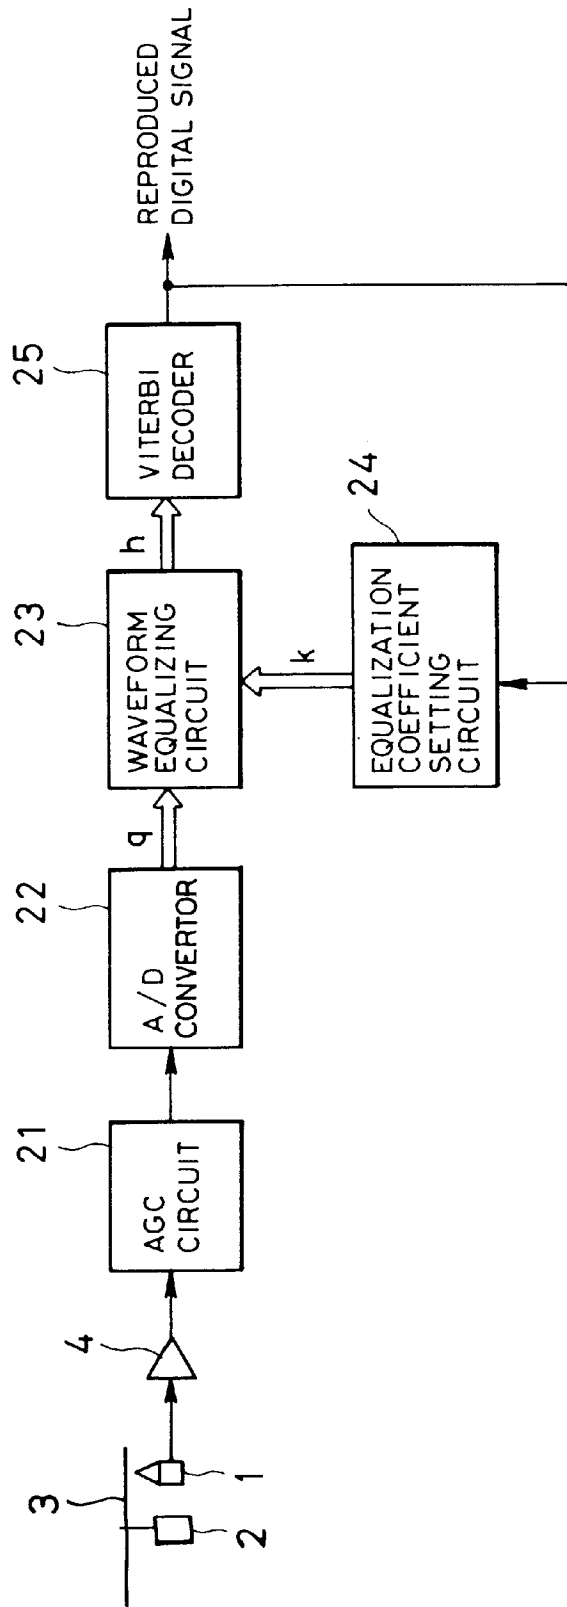 3
1
2
4
21
AGC
CIRCUIT
22
A/D
CONVERTOR
q
23
WAVEFORM
EQUALIZING
CIRCUIT
h
25
VITERBI
DECODER
REPRODUCED
DIGITAL SIGNAL
k
24
EQUALIZATION
COEFFICIENT
SETTING
CIRCUIT